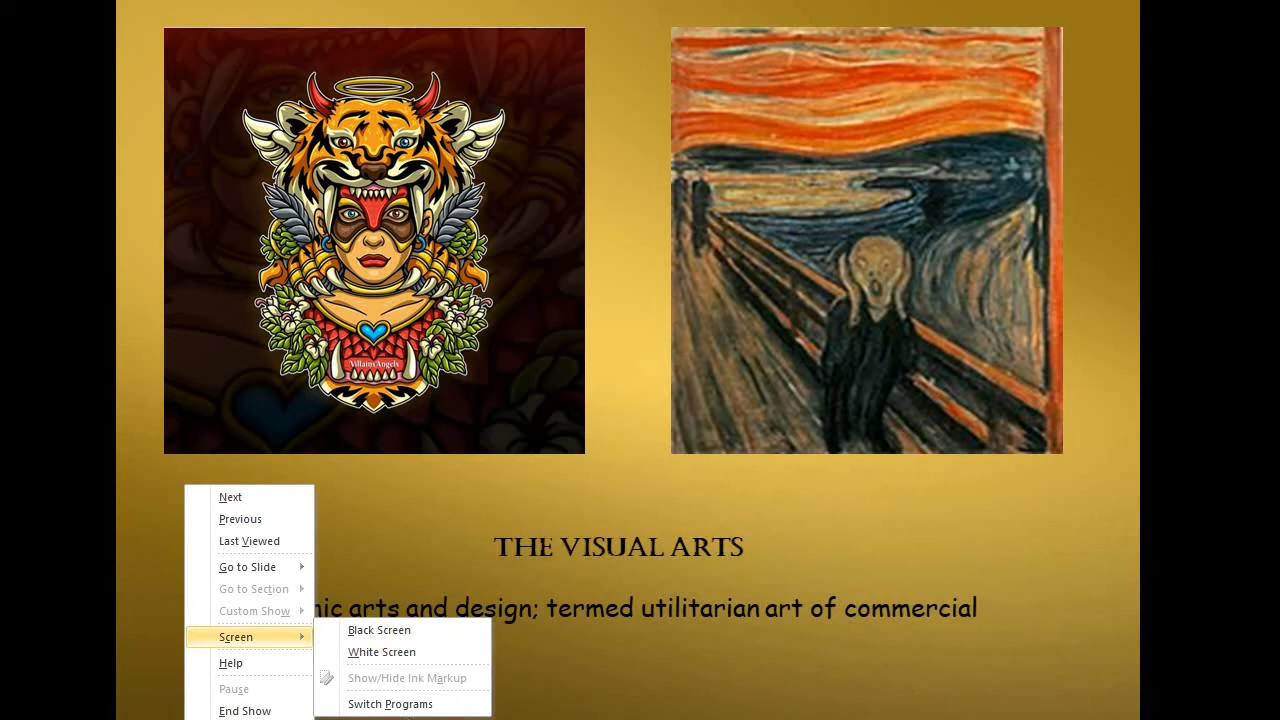 Villains'Angels
THE VISUAL ARTS
arts and design; termed utilitarian art of commercial
Next
Previous
Last Viewed
Go to Slide
Go to Section
Custom Show
Screen
Help
Pause
End Show
Black Screen
White Screen
Show/Hide Ink Markup
Switch Programs